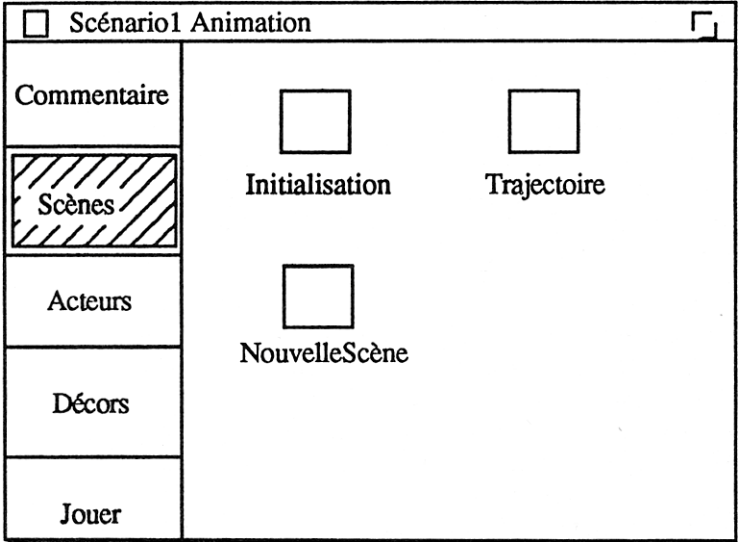 Scénario1 Animation
Commentaire
Scènes
Acteurs
Décors
Jouer
Initialisation
Trajectoire
NouvelleScène